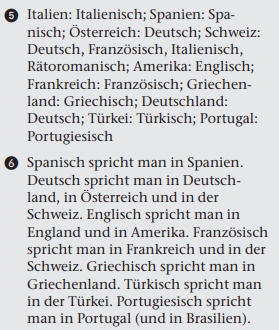 5 Italien: Italienisch; Spanien: Spa-
nisch; Österreich: Deutsch; Schweiz:
Deutsch, Französisch, Italienisch,
Rätoromanisch; Amerika: Englisch;
Frankreich: Französisch; Griechen-
land: Griechisch; Deutschland:
Deutsch; Türkei: Türkisch; Portugal:
Portugiesisch
6 Spanisch spricht man in Spanien.
Deutsch spricht man in Deutsch-
land, in Österreich und in der
Schweiz. Englisch spricht man in
England und in Amerika. Französisch
spricht man in Frankreich und in der
Schweiz. Griechisch spricht man in
Griechenland. Türkisch spricht man
in der Türkei. Portugiesisch spricht
man in Portugal (und in Brasilien).